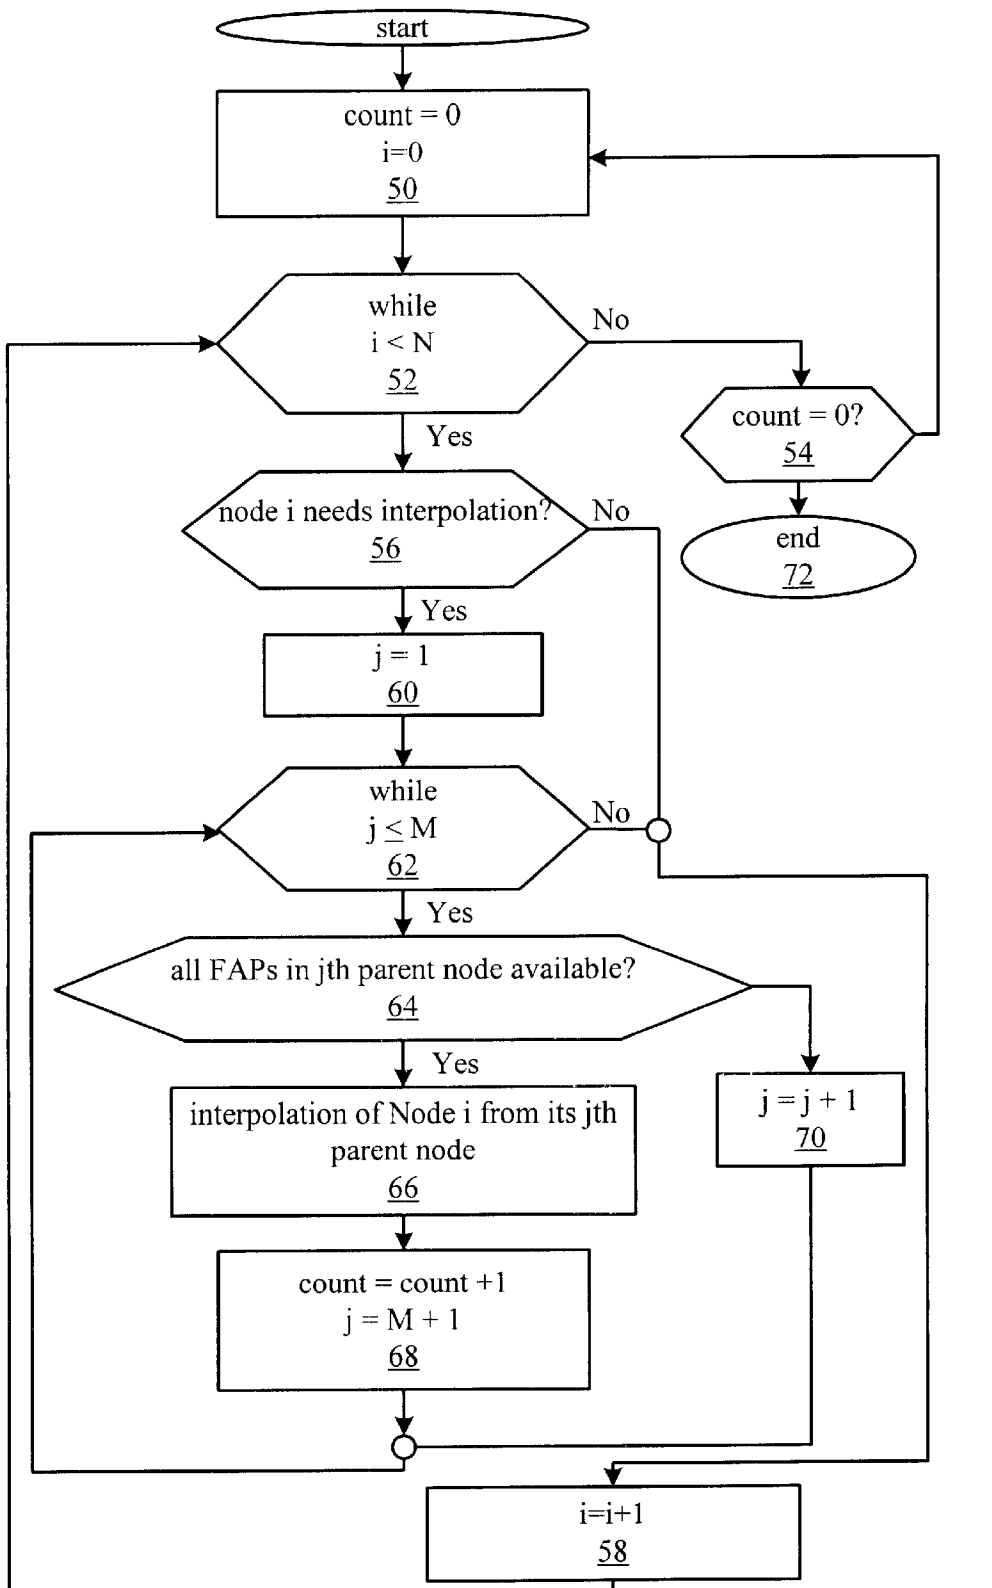 start
count = 0
i=0
50
while
i < N
52
No
Yes
count = 0?
54
node i needs interpolation?
56
No
end
72
Yes
j = 1
60
while
j ≤ M
62
No
Yes
all FAPs in jth parent node available?
64
Yes
interpolation of Node i from its jth
parent node
66
j = j + 1
70
count = count +1
j = M + 1
68
i=i+1
58